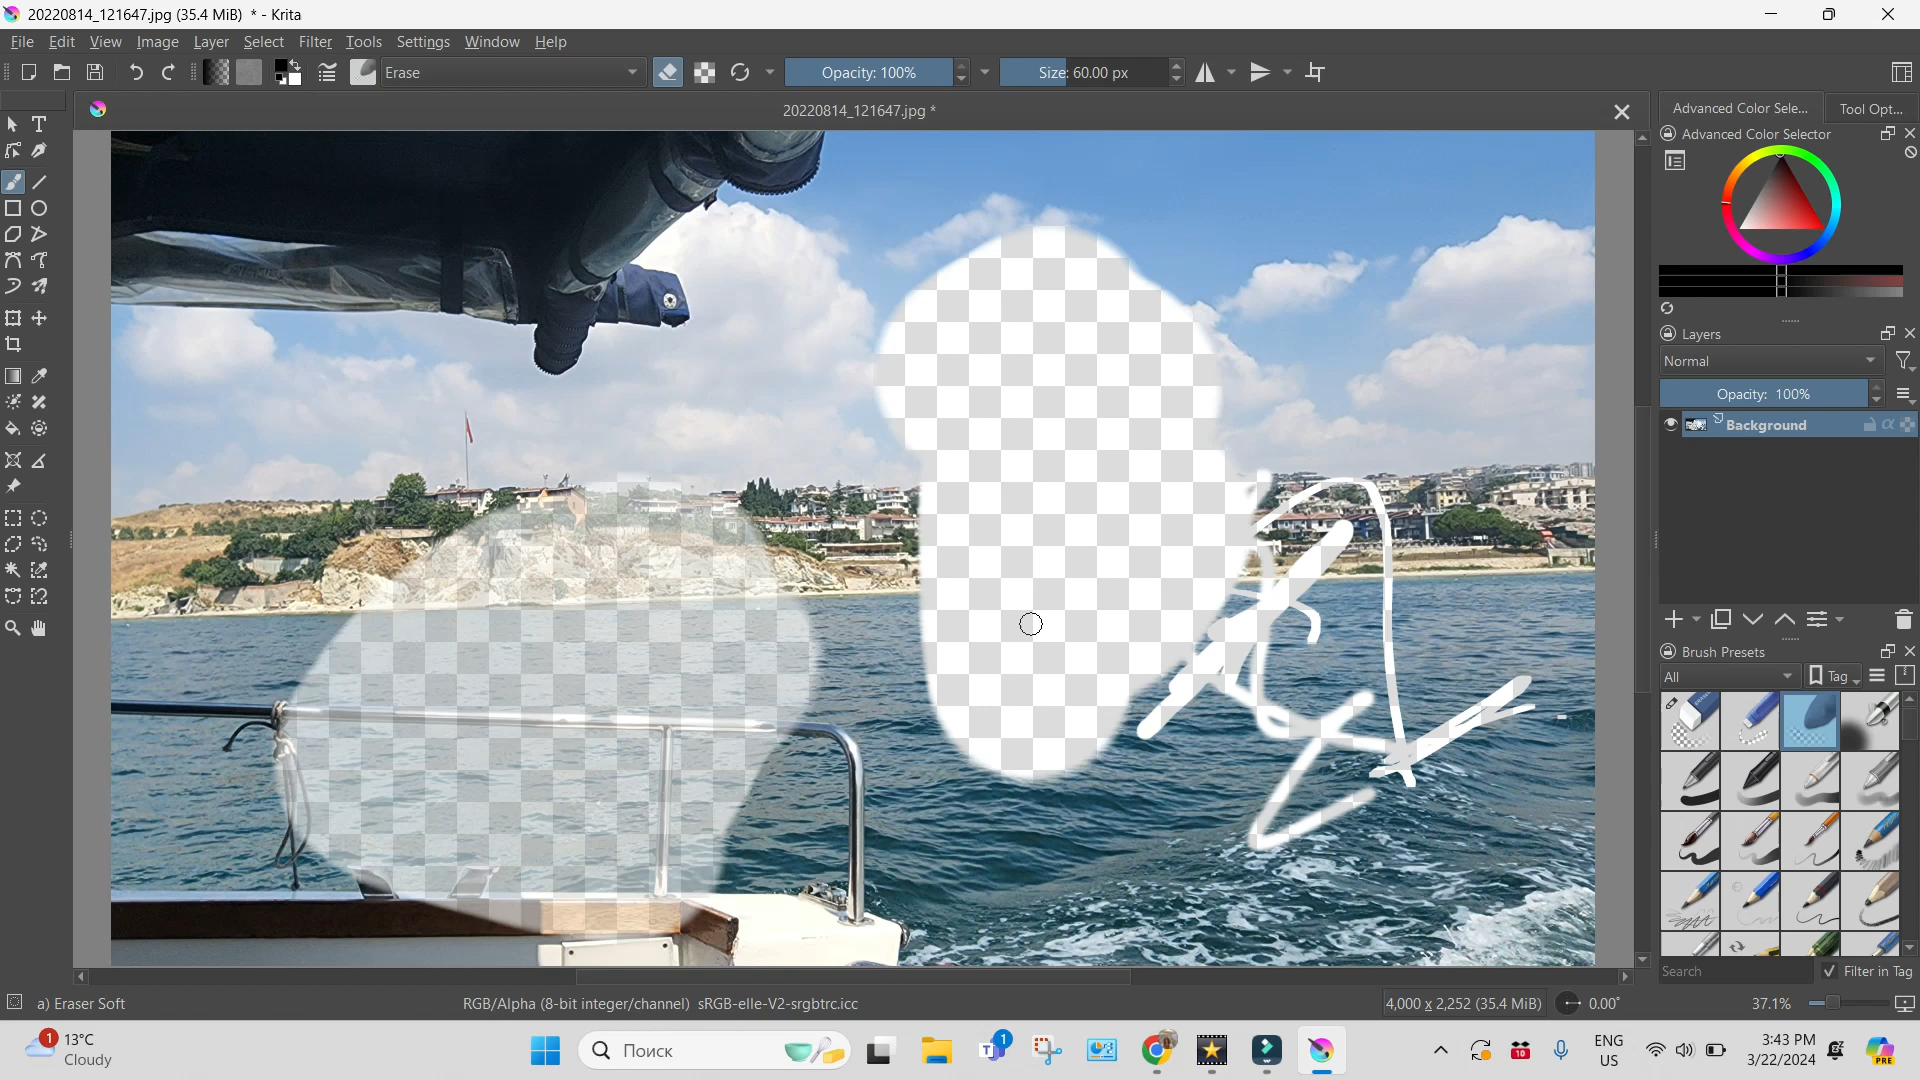 20220814_121647.jpg (35.4 MiB) * - Krita
File Edit View Image Layer Select Filter Tools Settings Window Help
Erase Opacity: 100% Size: 60.00 px
20220814_121647.jpg *
Advanced Color Sele... Tool Opt...
Advanced Color Selector
Layers
Normal
Opacity: 100%
Background
Brush Presets
All Tag
Search Filter in Tag
a) Eraser Soft RGB/Alpha (8-bit integer/channel) sRGB-elle-V2-srgbtrc.icc 4,000 x 2,252 (35.4 MiB) 0.00° 37.1%
1 13°C
Cloudy
Поиск
1
10
ENG
US
3:43 PM
3/22/2024
PRE